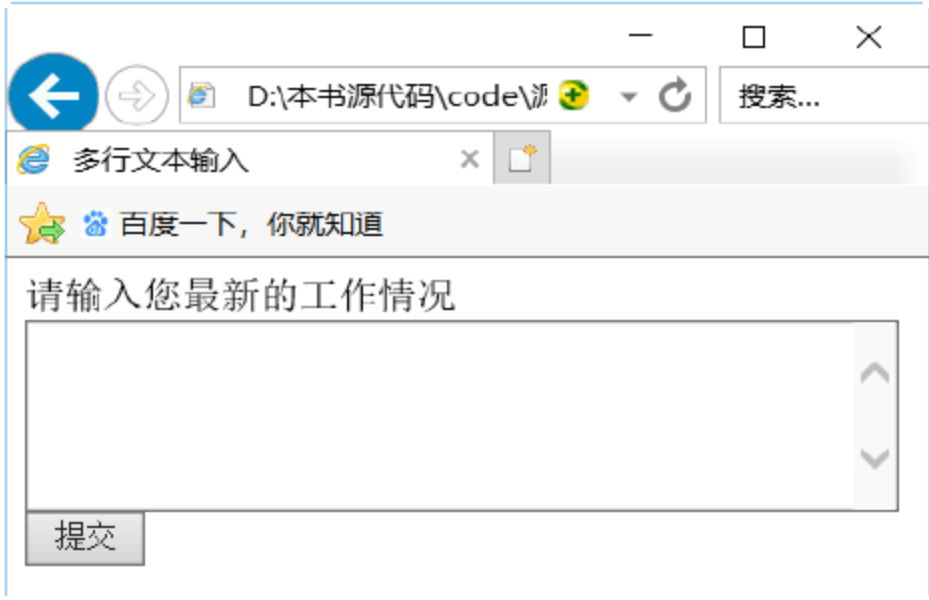 D:\本书源代码\code\源
搜索...
多行文本输入
百度一下，你就知道
请输入您最新的工作情况
提交